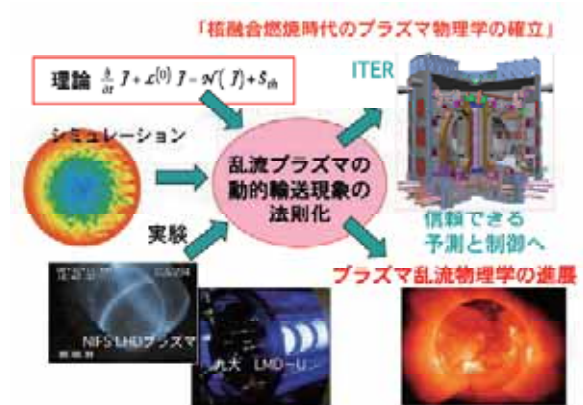 「核融合燃焼時代のプラズマ物理学の確立」
ITER
理論 ∂/∂t I + 𝓛⁽⁰⁾ I = 𝒩( I ) + S̃th
シミュレーション
乱流プラズマの
動的輸送現象の
法則化
信頼できる
予測と制御へ
実験
プラズマ乱流物理学の進展
NIFS LHDプラズマ
九大 LMD-U